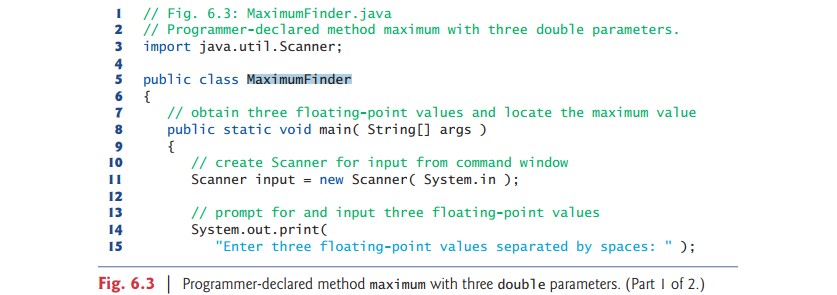 1 // Fig. 6.3: MaximumFinder.java
2 // Programmer-declared method maximum with three double parameters.
3 import java.util.Scanner;
4
5 public class MaximumFinder
6 {
7 // obtain three floating-point values and locate the maximum value
8 public static void main( String[] args )
9 {
10 // create Scanner for input from command window
11 Scanner input = new Scanner( System.in );
12
13 // prompt for and input three floating-point values
14 System.out.print(
15 "Enter three floating-point values separated by spaces: " );
Fig. 6.3 | Programmer-declared method maximum with three double parameters. (Part 1 of 2.)